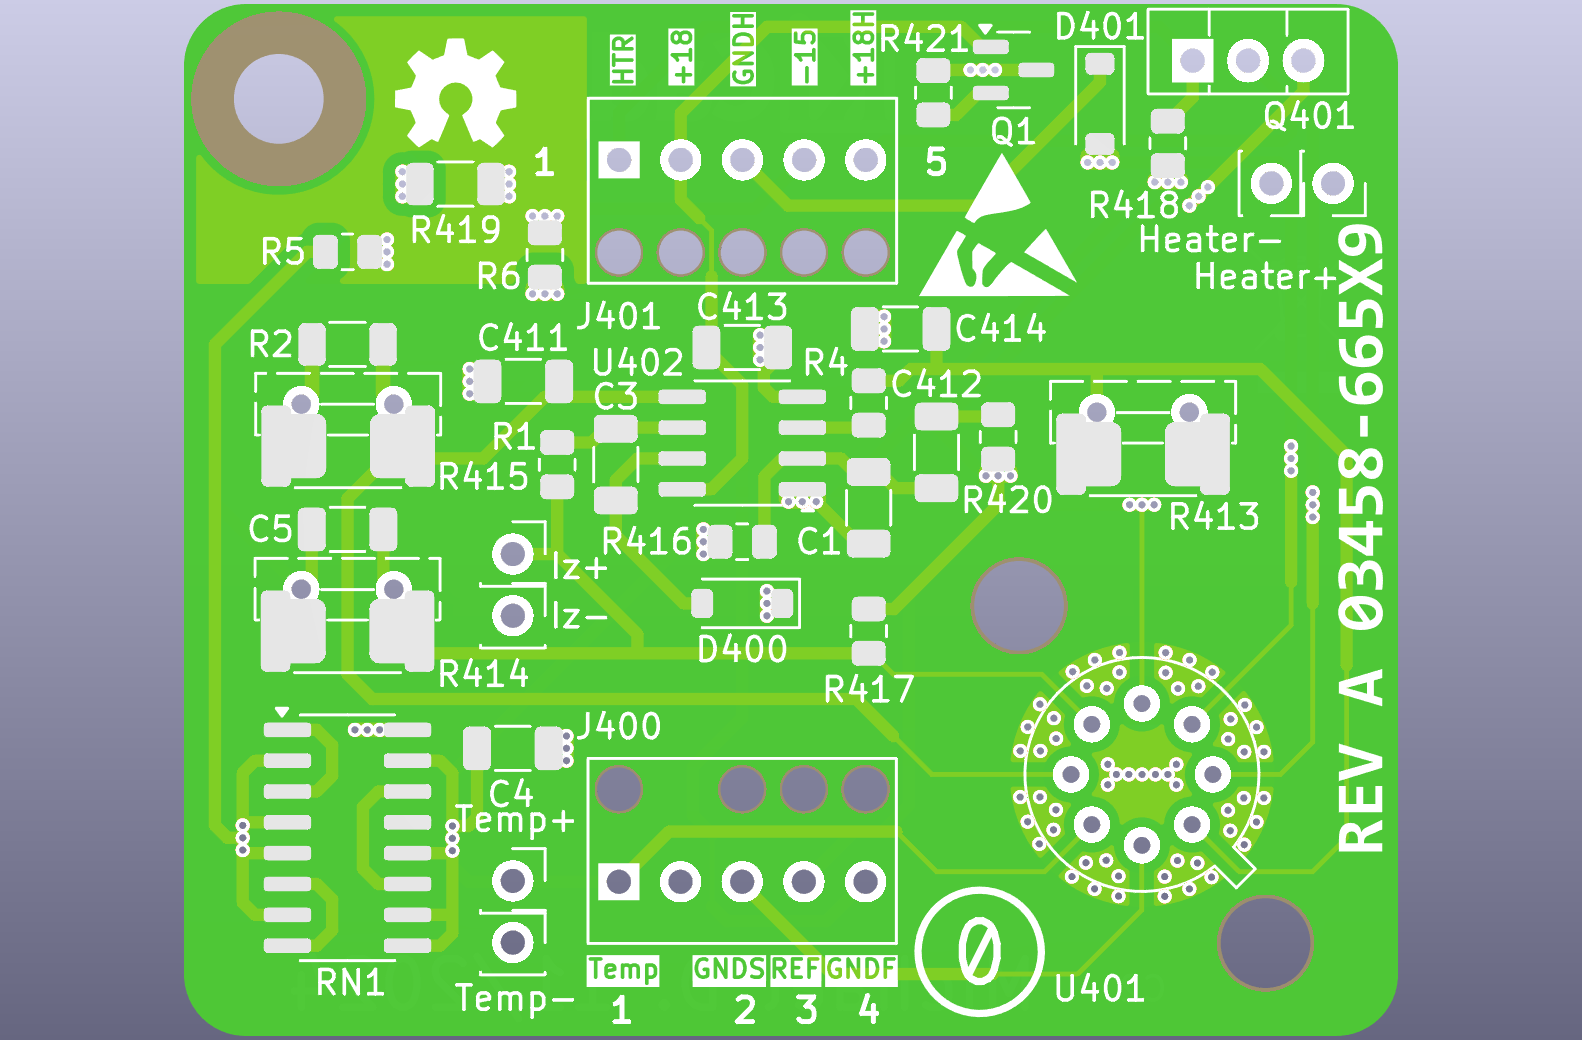 HTR +18 GNDH -15 +18H
R421 D401
Q1 Q401
1 5
R418
R419
Heater-
Heater+
R5 R6
J401 C413 C414
R2 C411 U402 R4
C3 C412
R1
R415 R420
R413
C5 R416 C1
Iz+
Iz-
D400
R414 R417
J400
C4
Temp+
RN1
Temp-
Temp GNDS REF GNDF
1 2 3 4
0
U401
REV A 03458-665X9